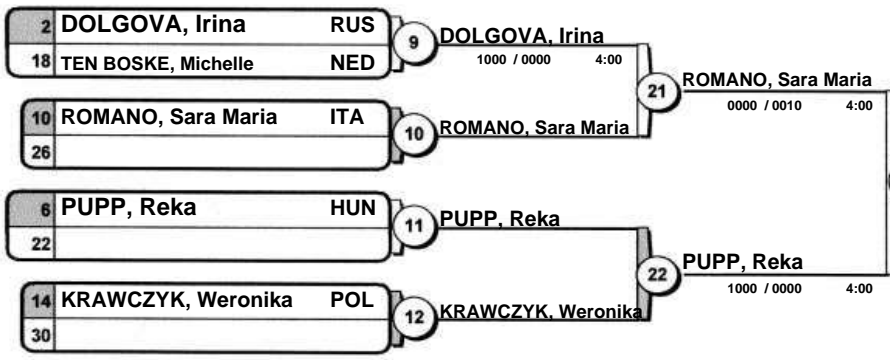 2 DOLGOVA, Irina RUS
18 TEN BOSKE, Michelle NED
9
DOLGOVA, Irina
1000 / 0000 4:00
10 ROMANO, Sara Maria ITA
26
10
ROMANO, Sara Maria
21
ROMANO, Sara Maria
0000 / 0010 4:00
6 PUPP, Reka HUN
22
11
PUPP, Reka
14 KRAWCZYK, Weronika POL
30
12
KRAWCZYK, Weronika
22
PUPP, Reka
1000 / 0000 4:00